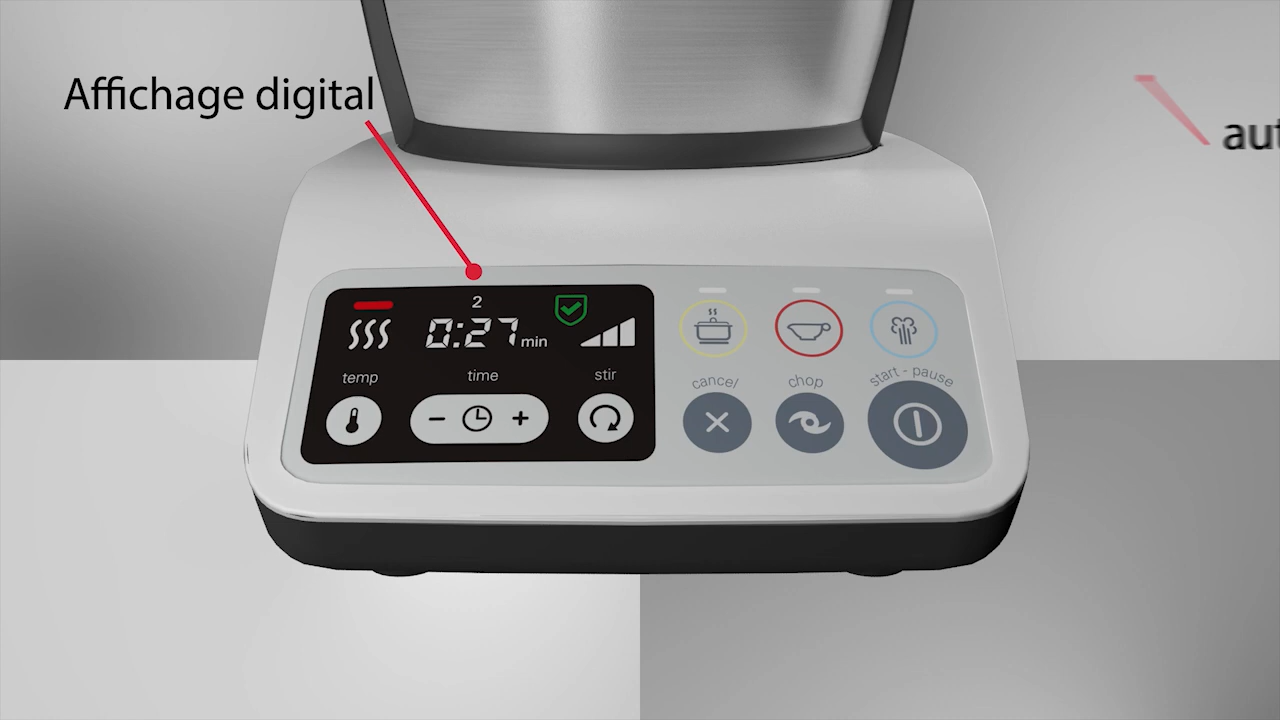 Affichage digital
2
0:27 min
temp
time
stir
cancel
chop
start - pause